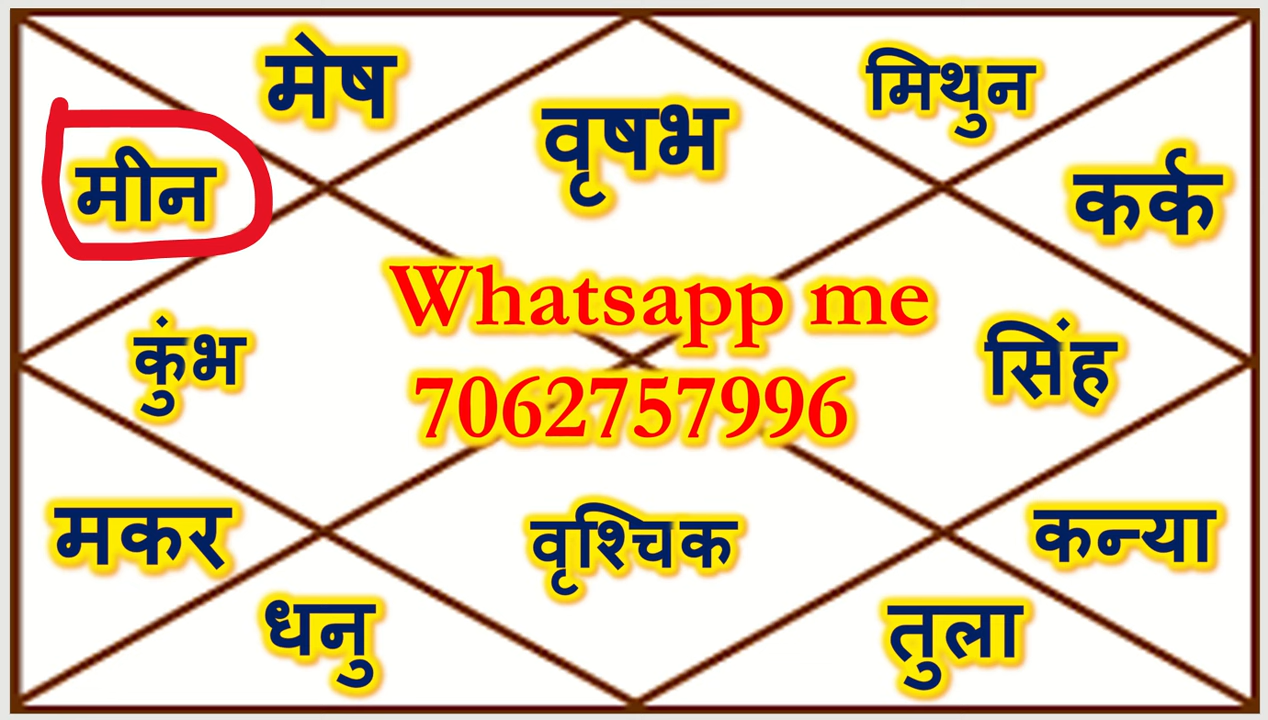 मेष
वृषभ
मिथुन
मीन
कर्क
Whatsapp me
7062757996
कुंभ
सिंह
मकर
वृश्चिक
कन्या
धनु
तुला